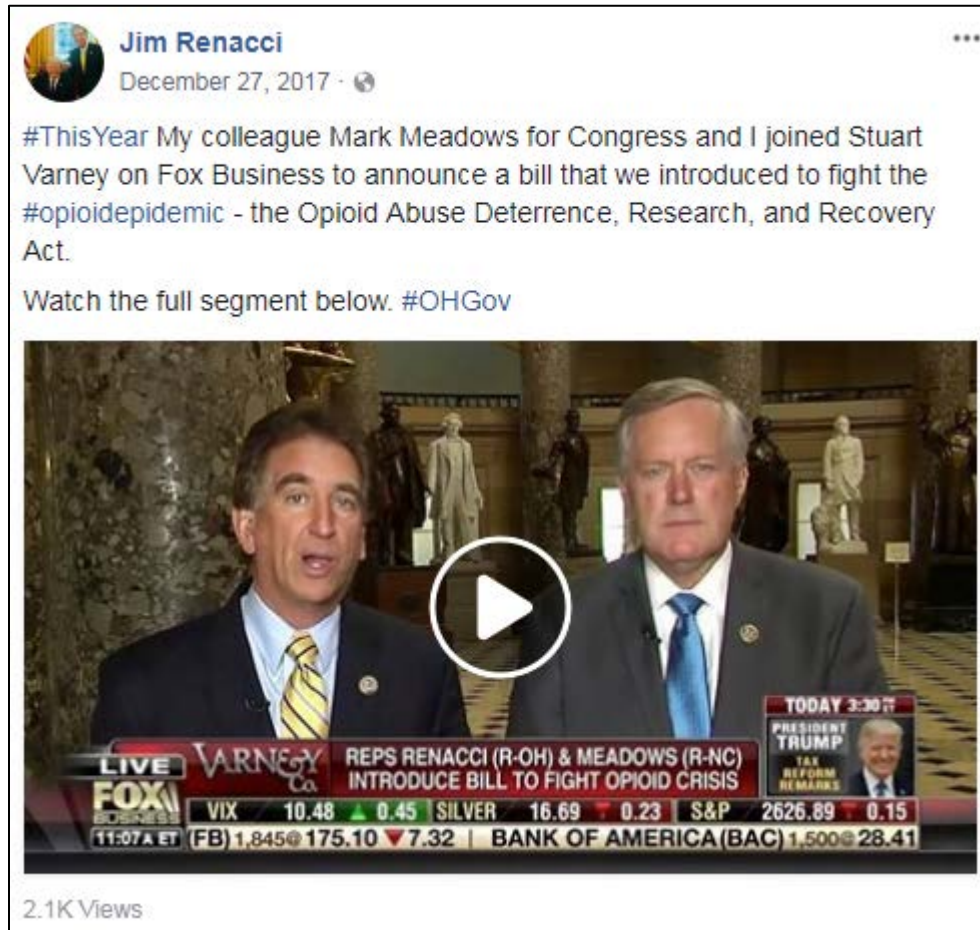 Jim Renacci
December 27, 2017 ·
#ThisYear My colleague Mark Meadows for Congress and I joined Stuart
Varney on Fox Business to announce a bill that we introduced to fight the
#opioidepidemic - the Opioid Abuse Deterrence, Research, and Recovery
Act.
Watch the full segment below. #OHGov
TODAY 3:30 PM ET
PRESIDENT
TRUMP
TAX
REFORM
REMARKS
LIVE
VARNEY
& Co.
REPS RENACCI (R-OH) & MEADOWS (R-NC)
INTRODUCE BILL TO FIGHT OPIOID CRISIS
FOX
BUSINESS
VIX 10.48 ▲ 0.45 SILVER 16.69 ▼ 0.23 S&P 2626.89 ▼ 0.15
11:07A ET (FB) 1,845@ 175.10 ▼7.32 | BANK OF AMERICA (BAC) 1,500@ 28.41
2.1K Views